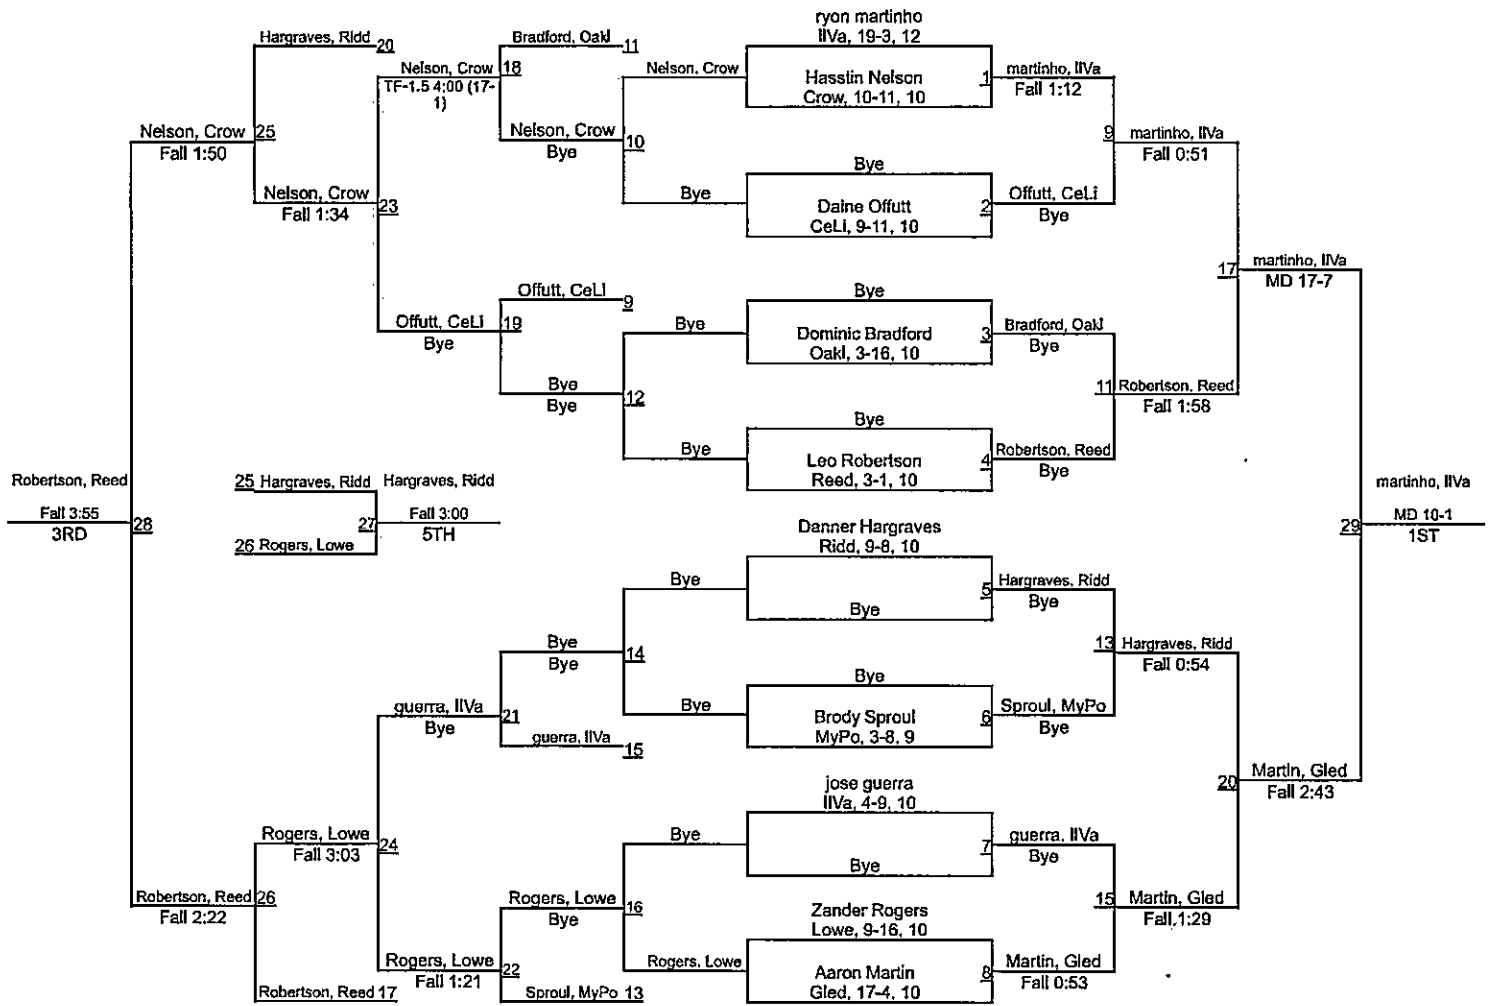 ryon martinho
IIVa, 19-3, 12
Hargraves, Ridd
20
Bradford, Oakl
11
Nelson, Crow
18
TF-1.5 4:00 (17-
1)
Nelson, Crow
Hasstin Nelson
Crow, 10-11, 10
1
martinho, IIVa
Fall 1:12
Nelson, Crow
25
Fall 1:50
Nelson, Crow
Bye
10
9
martinho, IIVa
Fall 0:51
Bye
Nelson, Crow
Fall 1:34
23
Bye
Daine Offutt
CeLi, 9-11, 10
2
Offutt, CeLi
Bye
17
martinho, IIVa
MD 17-7
Offutt, CeLi
9
Bye
Offutt, CeLi
19
Bye
Bye
Dominic Bradford
Oakl, 3-16, 10
3
Bradford, Oakl
Bye
Bye
Bye
12
11
Robertson, Reed
Fall 1:58
Bye
Bye
Leo Robertson
Reed, 3-1, 10
4
Robertson, Reed
Bye
Robertson, Reed
Fall 3:55
3RD
28
25
Hargraves, Ridd
26
Rogers, Lowe
27
Hargraves, Ridd
Fall 3:00
5TH
martinho, IIVa
29
MD 10-1
1ST
Danner Hargraves
Ridd, 9-8, 10
Bye
5
Hargraves, Ridd
Bye
Bye
Bye
Bye
14
13
Hargraves, Ridd
Fall 0:54
Bye
guerra, IIVa
Bye
21
Bye
Brody Sproul
MyPo, 3-8, 9
6
Sproul, MyPo
Bye
guerra, IIVa
15
20
Martin, Gled
Fall 2:43
jose guerra
IIVa, 4-9, 10
Rogers, Lowe
Fall 3:03
24
Bye
7
guerra, IIVa
Bye
Bye
Robertson, Reed
Fall 2:22
26
Rogers, Lowe
Bye
16
15
Martin, Gled
Fall 1:29
Zander Rogers
Lowe, 9-16, 10
Rogers, Lowe
Fall 1:21
22
Rogers, Lowe
Aaron Martin
Gled, 17-4, 10
8
Martin, Gled
Fall 0:53
Robertson, Reed
17
Sproul, MyPo
13